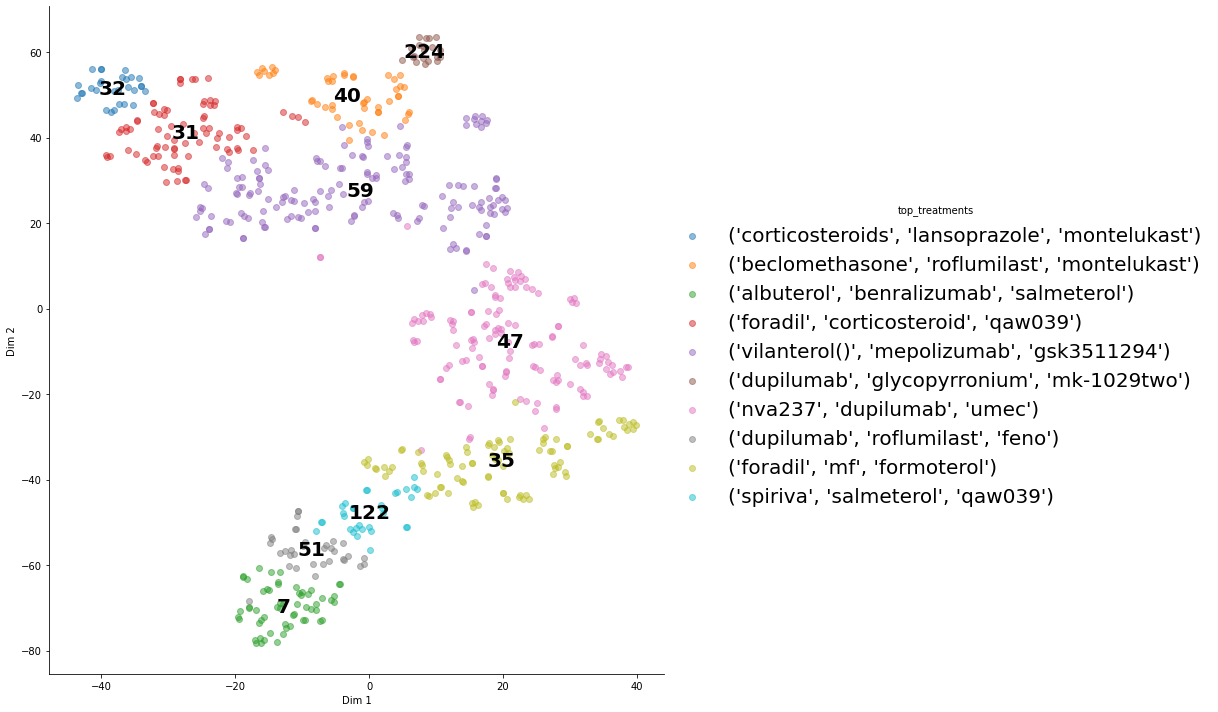 60
40
20
0
−20
−40
−60
−80
−40
−20
0
20
40
Dim 1
Dim 2
224
32
40
31
59
47
35
122
51
7
top_treatments
('corticosteroids', 'lansoprazole', 'montelukast')
('beclomethasone', 'roflumilast', 'montelukast')
('albuterol', 'benralizumab', 'salmeterol')
('foradil', 'corticosteroid', 'qaw039')
('vilanterol()', 'mepolizumab', 'gsk3511294')
('dupilumab', 'glycopyrronium', 'mk-1029two')
('nva237', 'dupilumab', 'umec')
('dupilumab', 'roflumilast', 'feno')
('foradil', 'mf', 'formoterol')
('spiriva', 'salmeterol', 'qaw039')